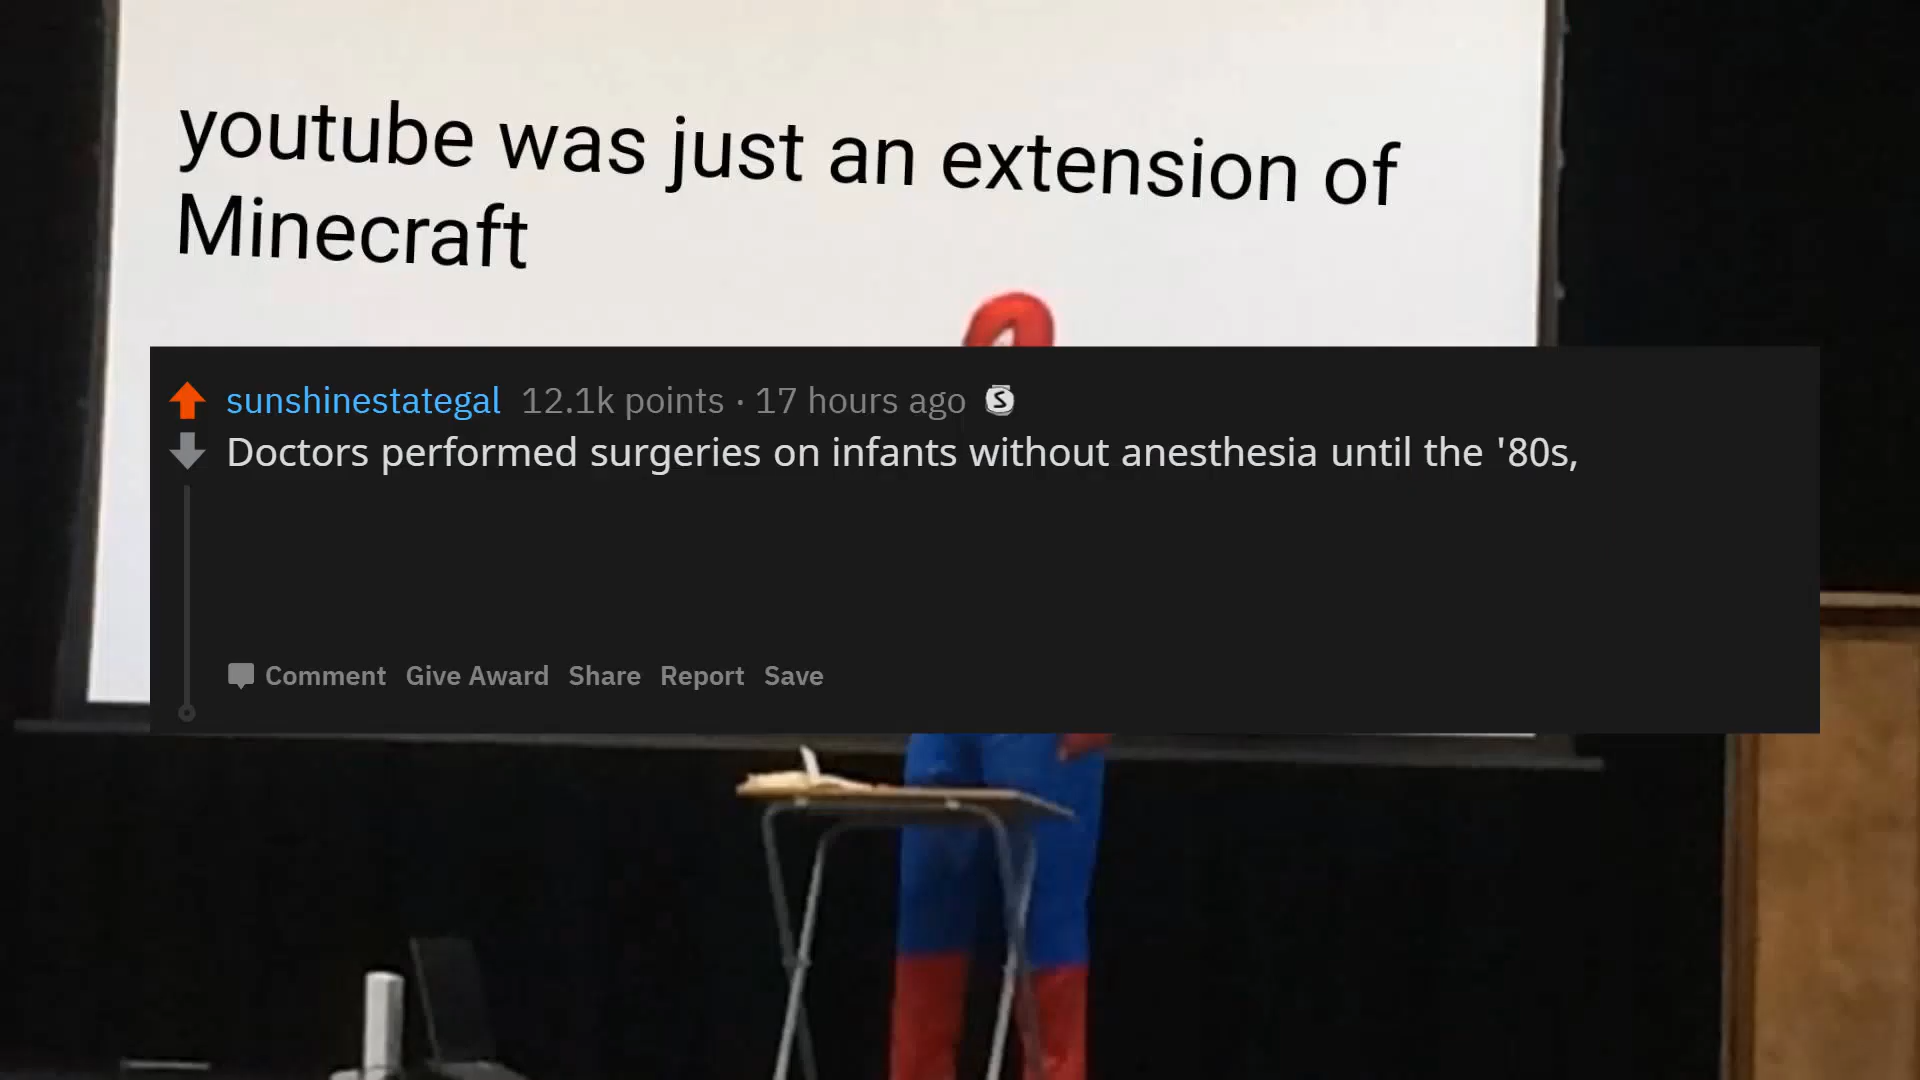 youtube was just an extension of
Minecraft
sunshinestategal 12.1k points · 17 hours ago S
Doctors performed surgeries on infants without anesthesia until the '80s,
Comment Give Award Share Report Save